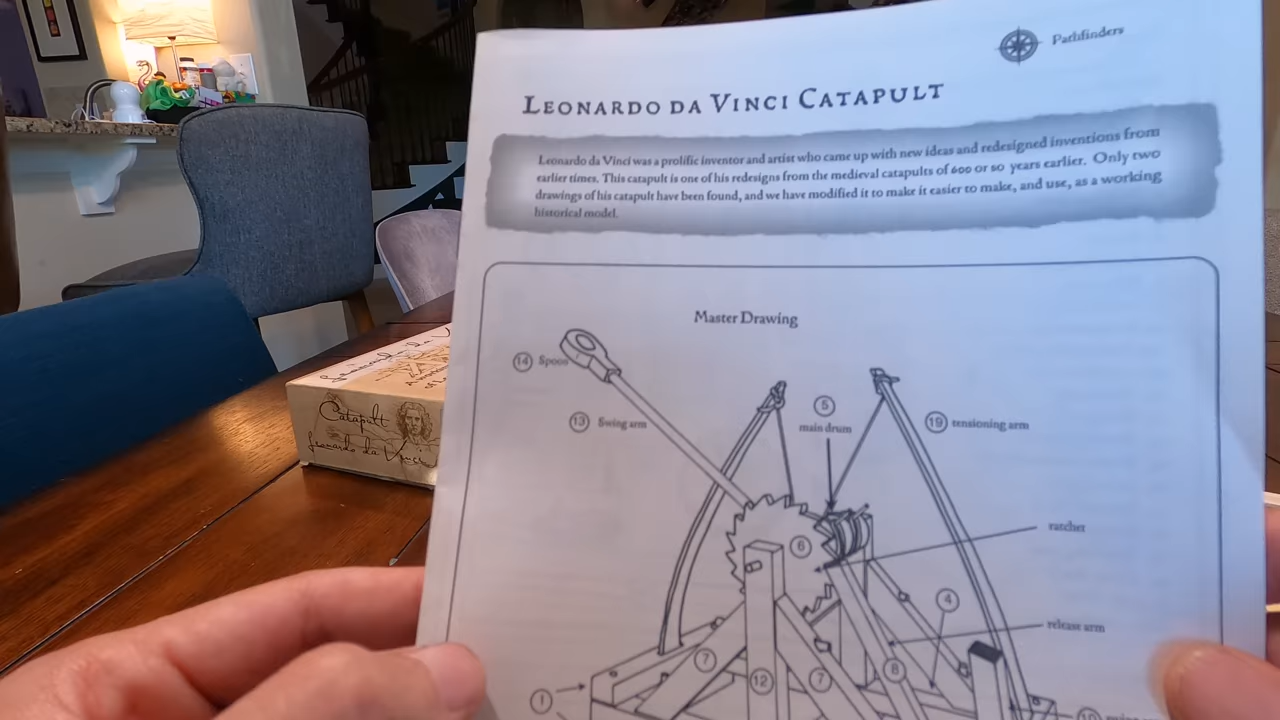 Pathfinders
LEONARDO DA VINCI CATAPULT
Leonardo da Vinci was a prolific inventor and artist who came up with new ideas and redesigned inventions from
earlier times. This catapult is one of his redesigns from the medieval catapults of 600 or so years earlier. Only two
drawings of his catapult have been found, and we have modified it to make it easier to make, and use, as a working
historical model.
Master Drawing
14 Spoon
13 Swing arm
5
main drum
19 tensioning arm
ratchet
6
4
release arm
7
12
7
8
1
Catapult
Leonardo da Vinci